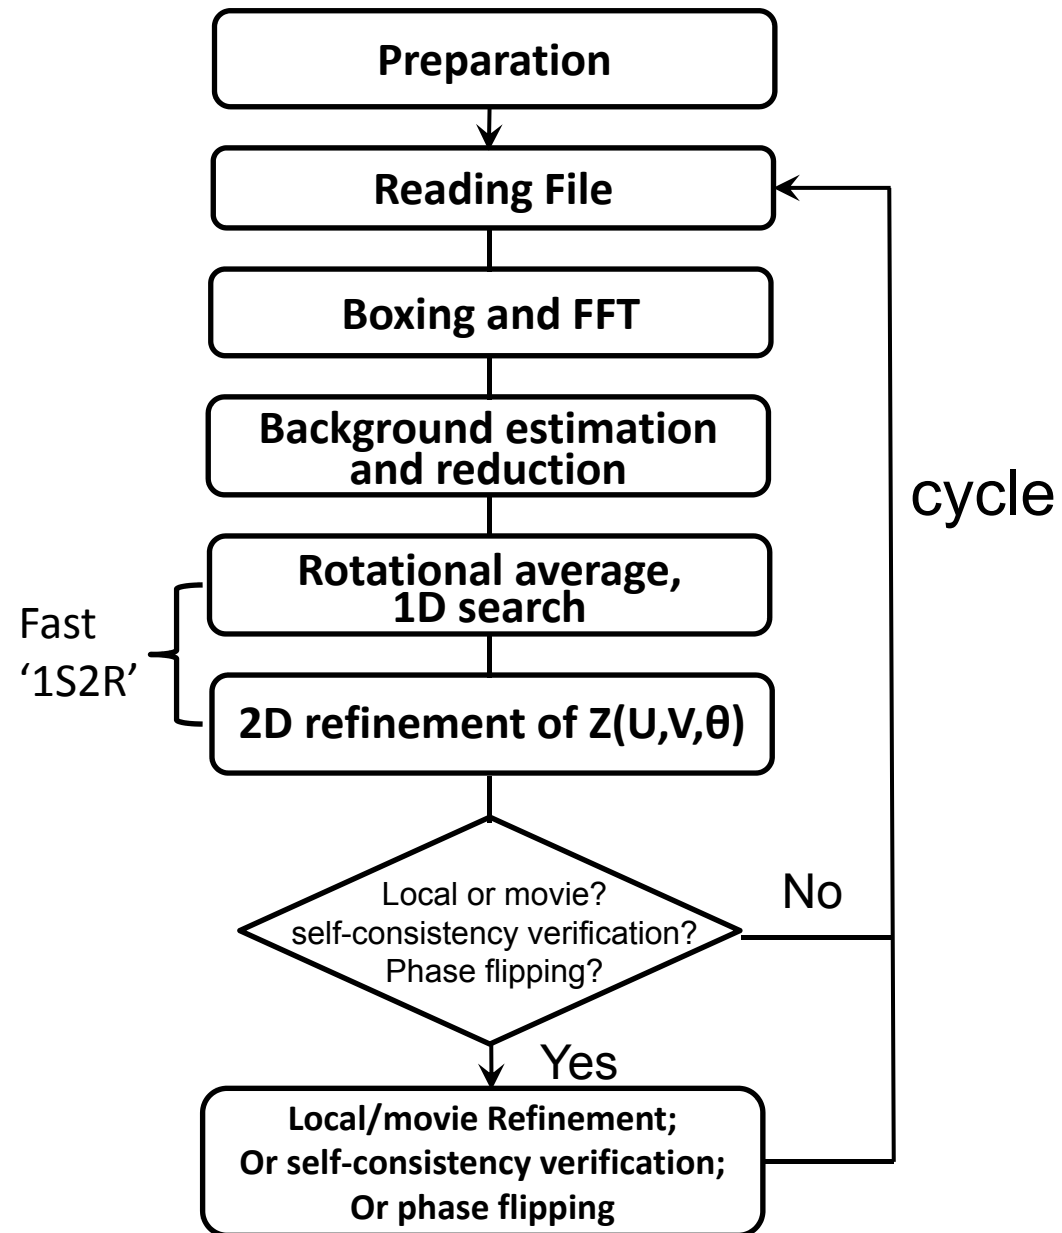 Preparation
Reading File
Boxing and FFT
Background estimation
and reduction
cycle
Rotational average,
1D search
Fast
‘1S2R’
2D refinement of Z(U,V,θ)
Local or movie?
self-consistency verification?
Phase flipping?
No
Yes
Local/movie Refinement;
Or self-consistency verification;
Or phase flipping